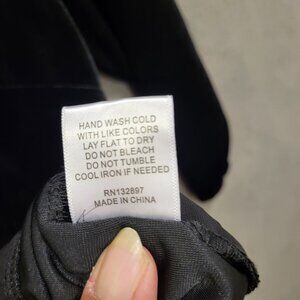 HAND WASH COLD
WITH LIKE COLORS
LAY FLAT TO DRY
DO NOT BLEACH
DO NOT TUMBLE
COOL IRON IF NEEDED
RN132897
MADE IN CHINA